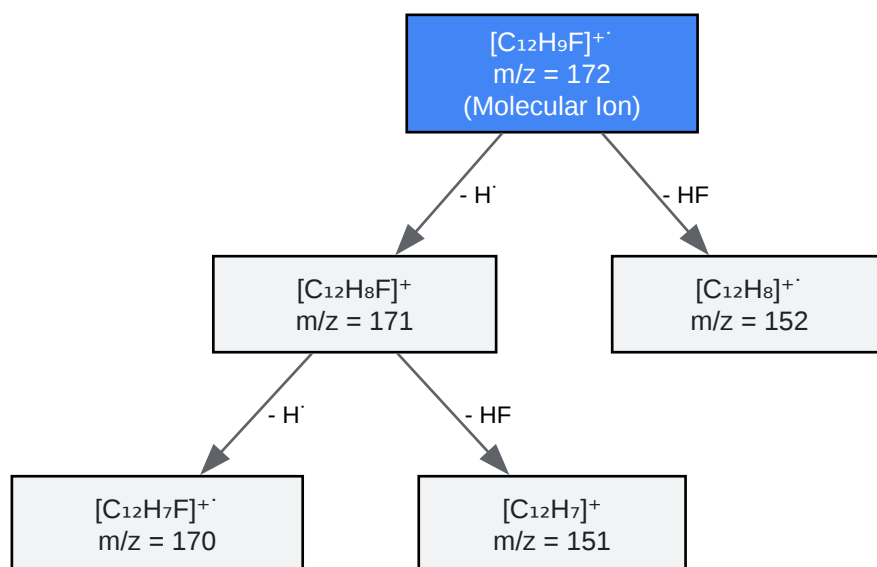 [C₁₂H₉F]⁺˙
m/z = 172
(Molecular Ion)
- H˙
- HF
[C₁₂H₈F]⁺
m/z = 171
[C₁₂H₈]⁺˙
m/z = 152
- H˙
- HF
[C₁₂H₇F]⁺˙
m/z = 170
[C₁₂H₇]⁺
m/z = 151